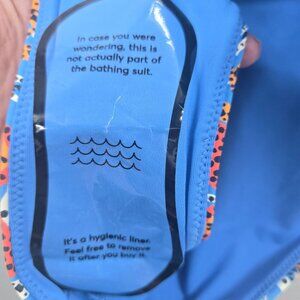 In case you were
wondering, this is
not actually part of
the bathing suit.
It's a hygienic liner.
Feel free to remove
it after you buy it.